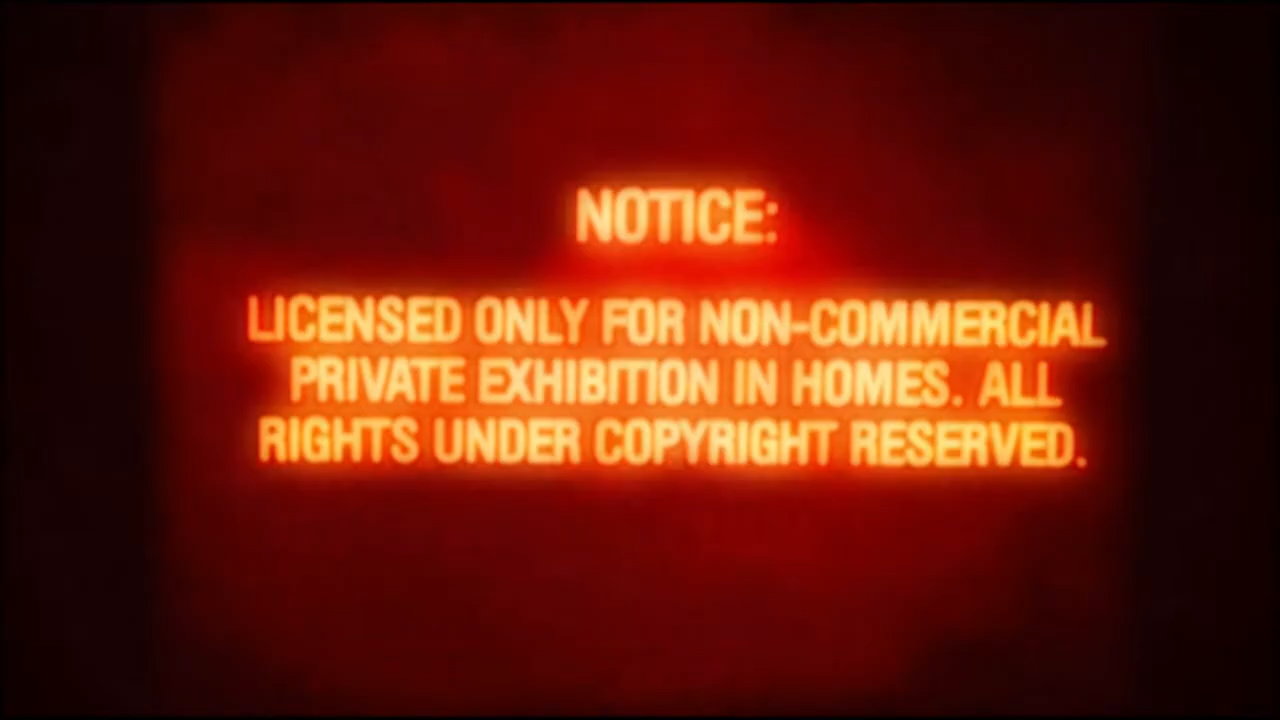 NOTICE:
LICENSED ONLY FOR NON-COMMERCIAL
PRIVATE EXHIBITION IN HOMES. ALL
RIGHTS UNDER COPYRIGHT RESERVED.